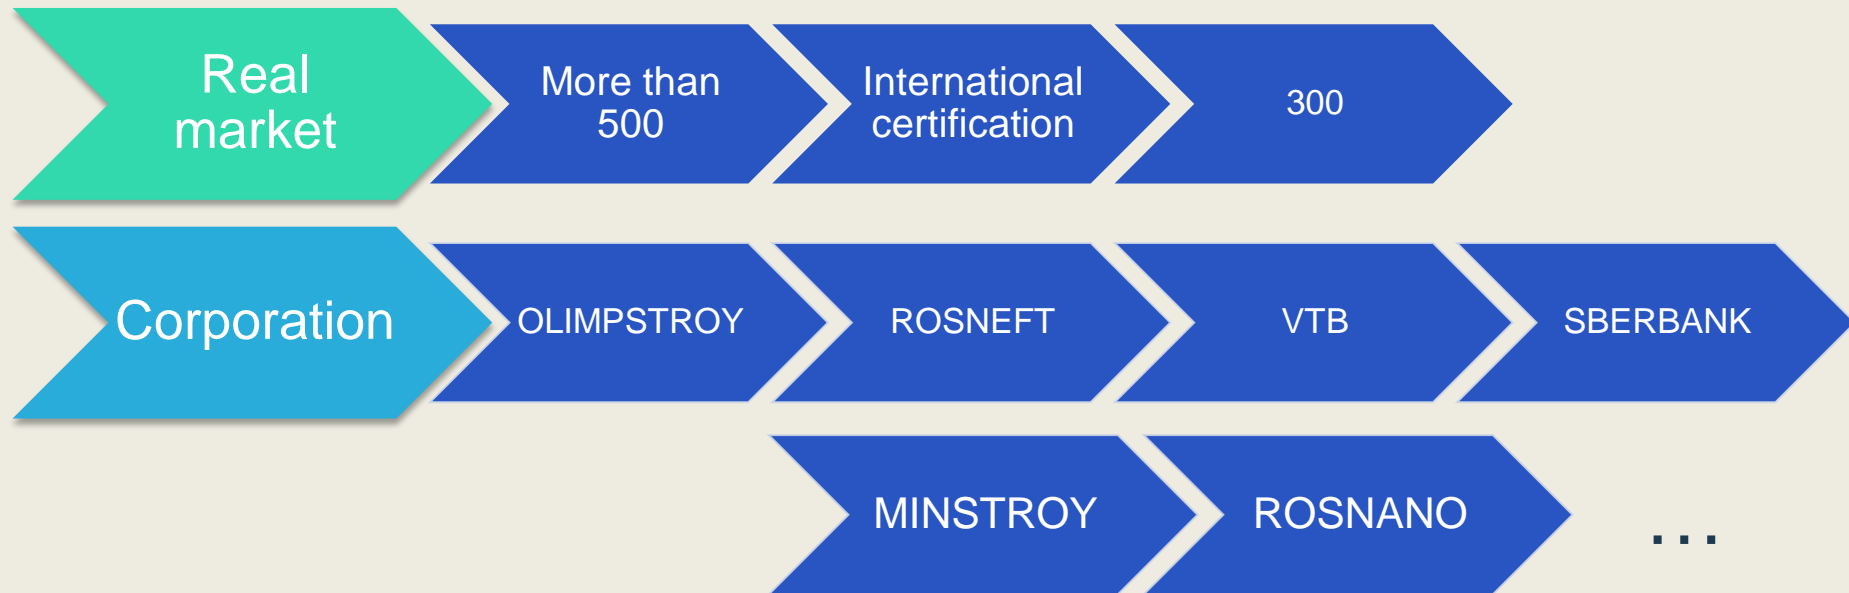 Real
market
More than
500
International
certification
300
Corporation
OLIMPSTROY
ROSNEFT
VTB
SBERBANK
MINSTROY
ROSNANO
...